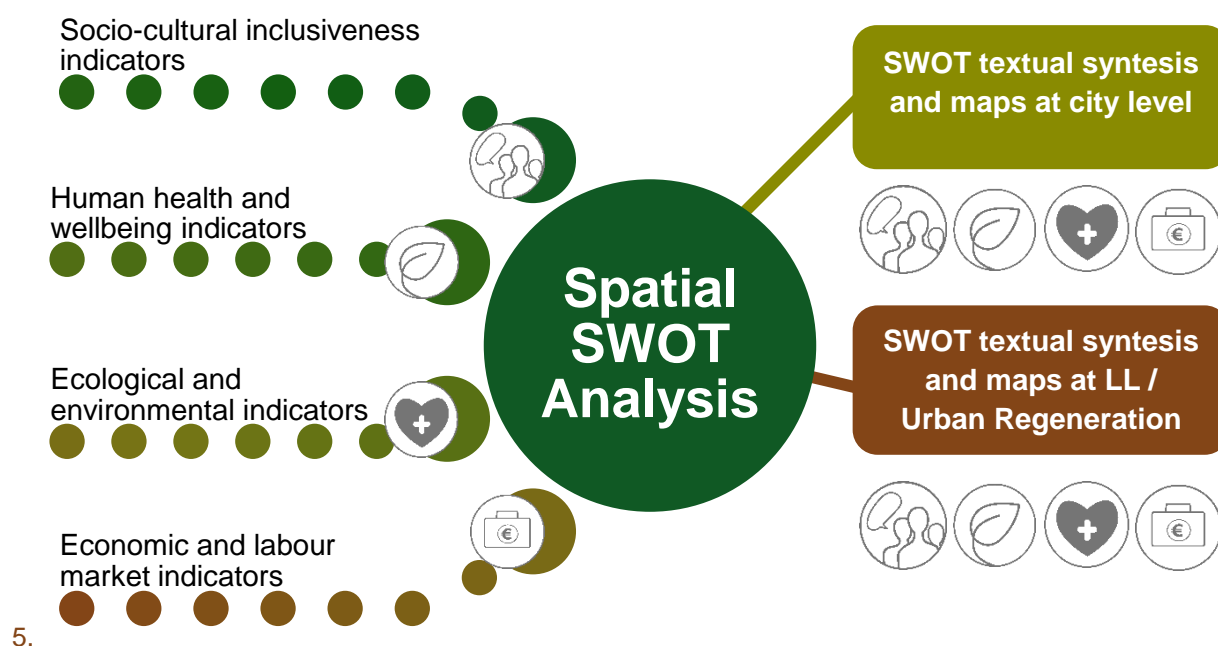 Socio-cultural inclusiveness
indicators
Human health and
wellbeing indicators
Ecological and
environmental indicators
Economic and labour
market indicators
Spatial
SWOT
Analysis
SWOT textual syntesis
and maps at city level
SWOT textual syntesis
and maps at LL /
Urban Regeneration
€
€
€
5.